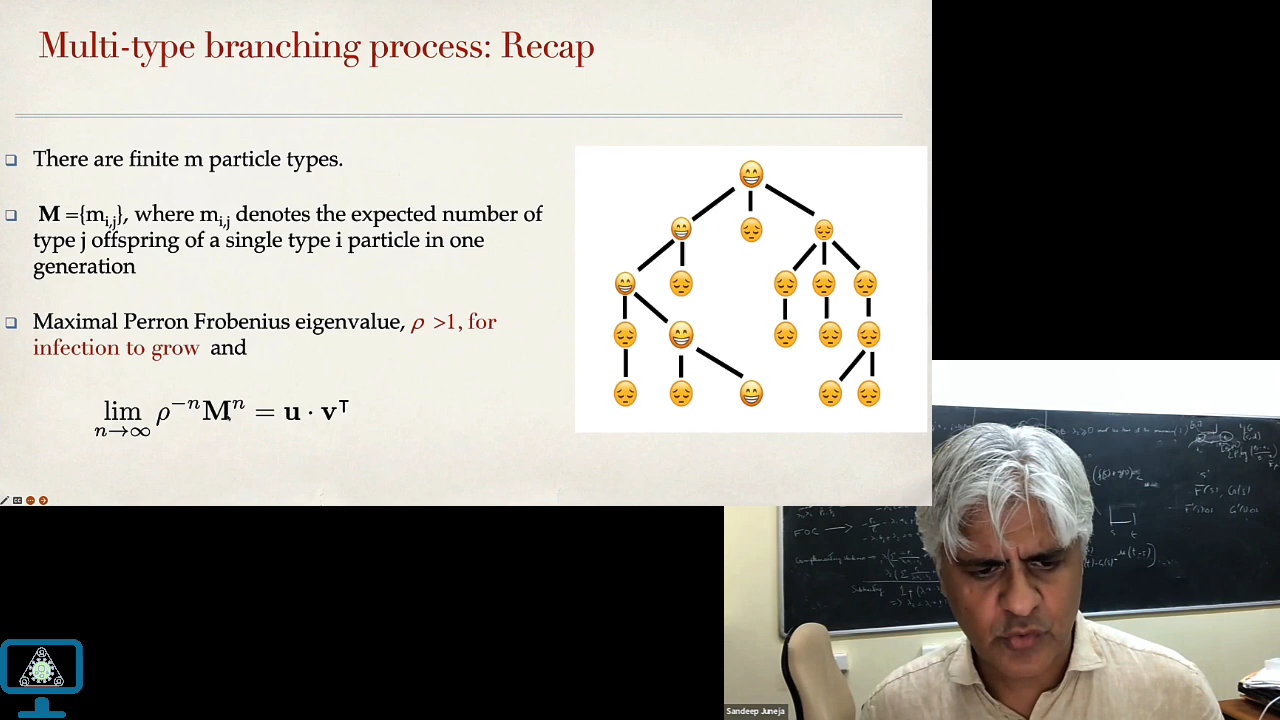 Multi-type branching process: Recap
There are finite m particle types.
M ={m_{i,j}}, where m_{i,j} denotes the expected number of
type j offspring of a single type i particle in one
generation
Maximal Perron Frobenius eigenvalue, ρ >1, for
infection to grow and
lim_{n→∞} ρ^{-n} M^n = u · v^⊤
FOC →
Sandeep Juneja